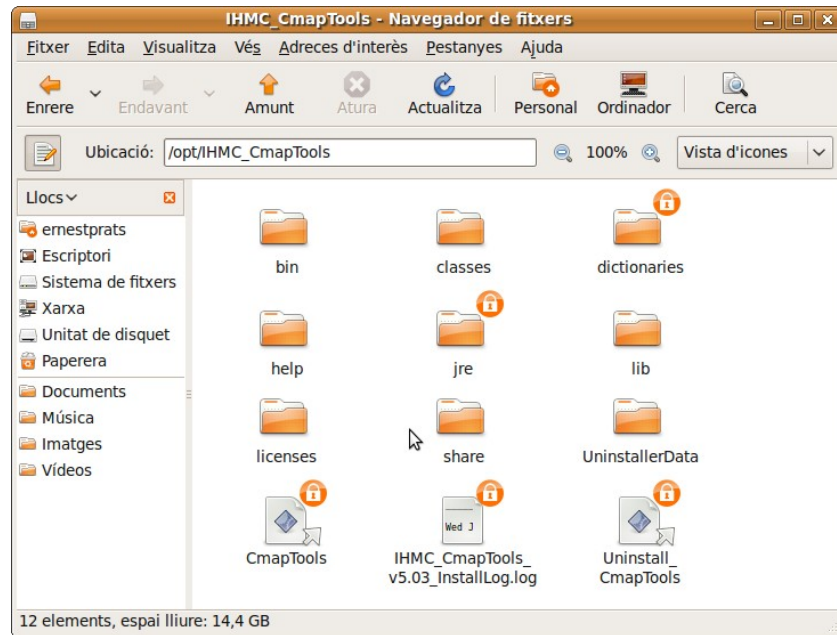 IHMC_CmapTools - Navegador de fitxers
Fitxer Edita Visualitza Vés Adreces d'interès Pestanyes Ajuda
Enrere Endavant Amunt Atura Actualitza Personal Ordinador Cerca
Ubicació: /opt/IHMC_CmapTools 100% Vista d'icones
Llocs
ernestprats
Escriptori
Sistema de fitxers
Xarxa
Unitat de disquet
Paperera
Documents
Música
Imatges
Vídeos
bin classes dictionaries
help jre lib
licenses share UninstallerData
Wed J
CmapTools IHMC_CmapTools_ Uninstall_
v5.03_InstallLog.log CmapTools
12 elements, espai lliure: 14,4 GB